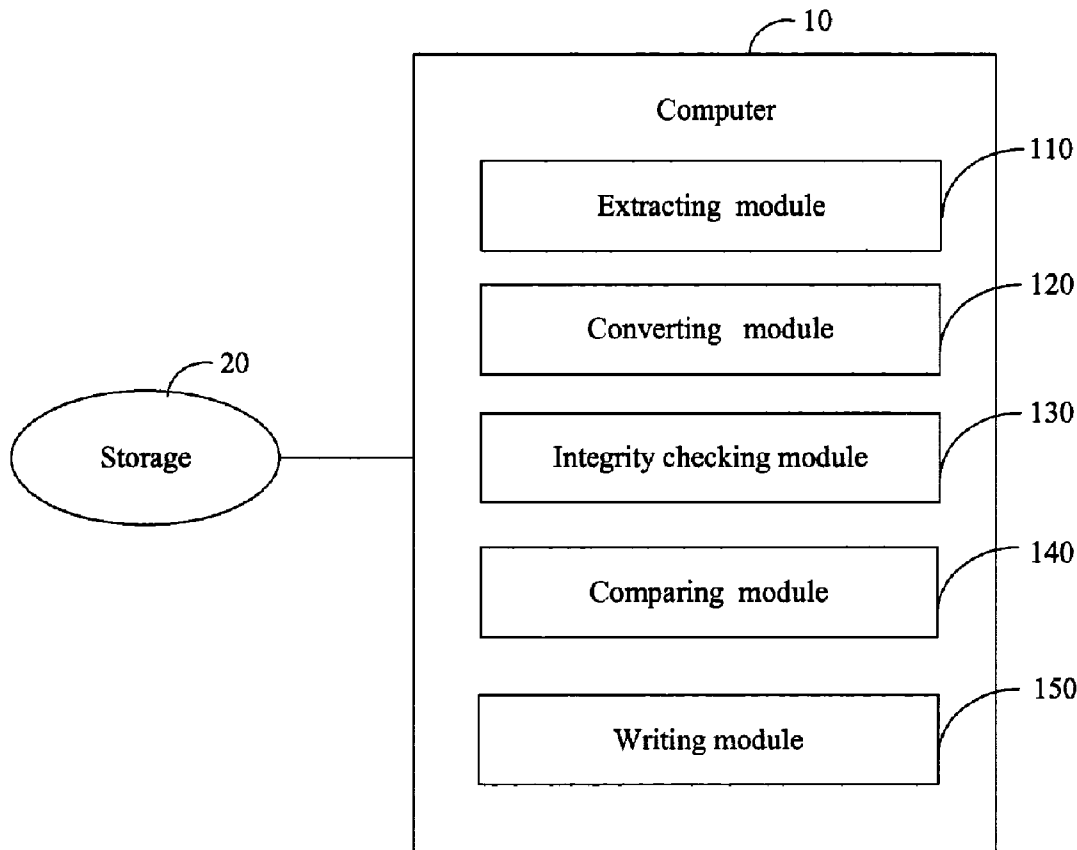 10
Computer
110
Extracting module
120
Converting module
20
130
Storage
Integrity checking module
140
Comparing module
150
Writing module